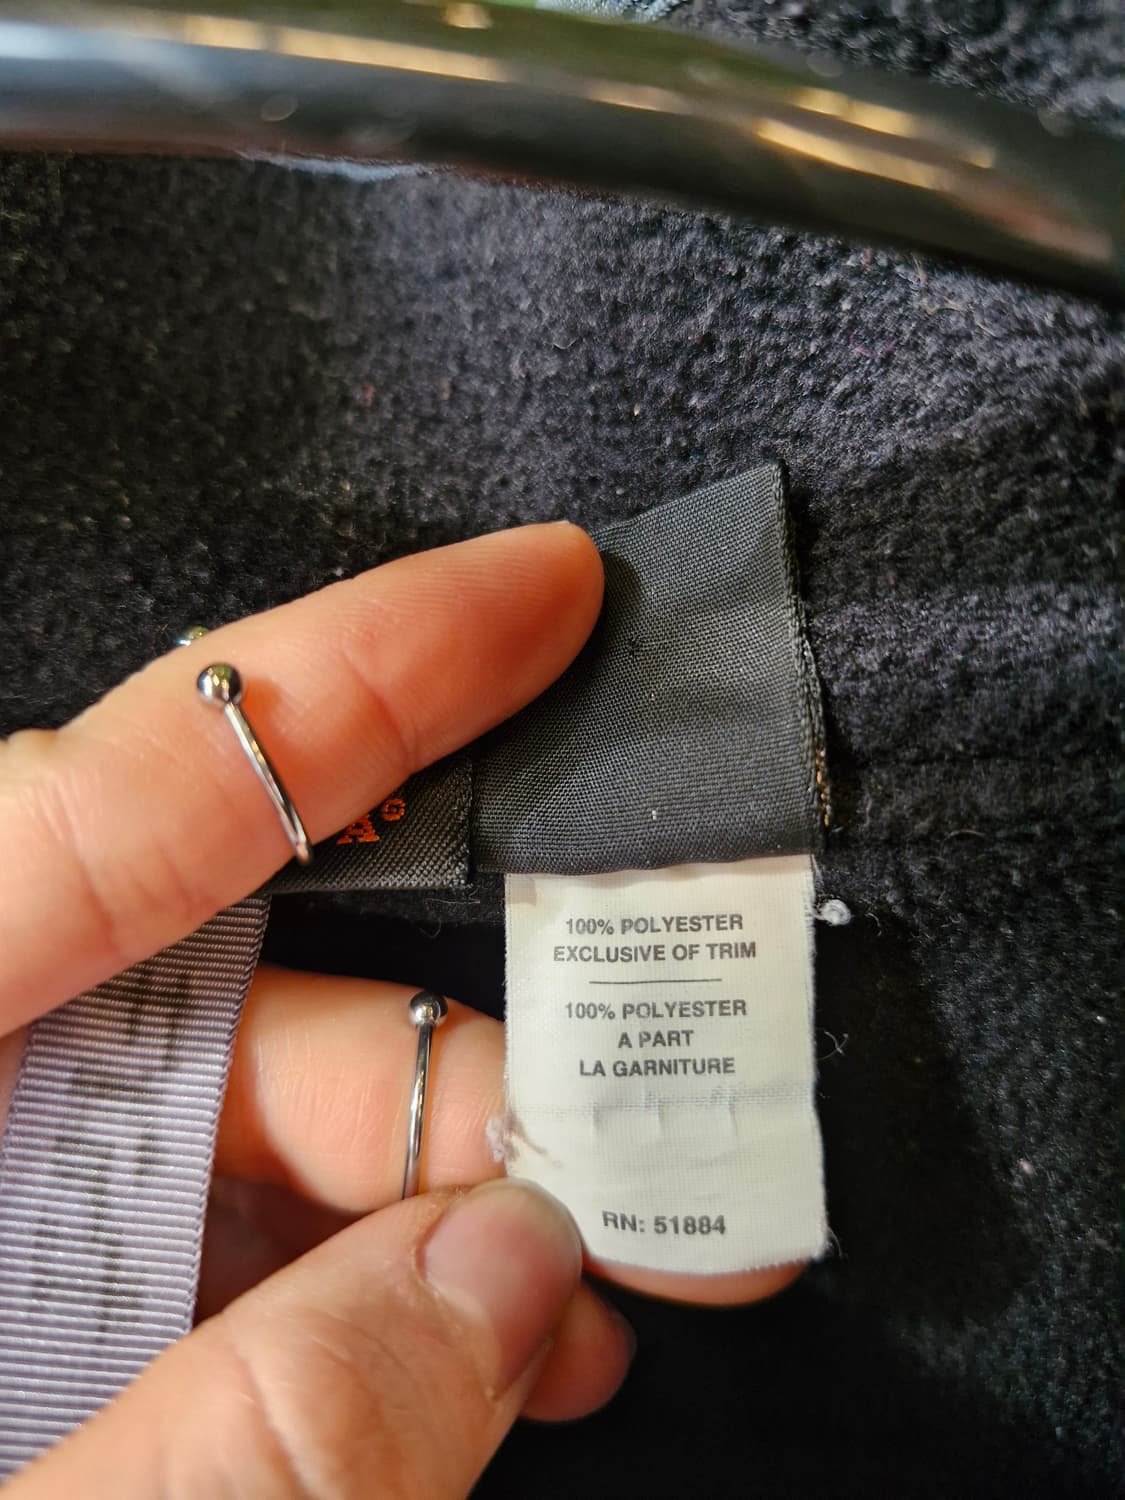 100% POLYESTER
EXCLUSIVE OF TRIM
100% POLYESTER
A PART
LA GARNITURE
RN: 51884